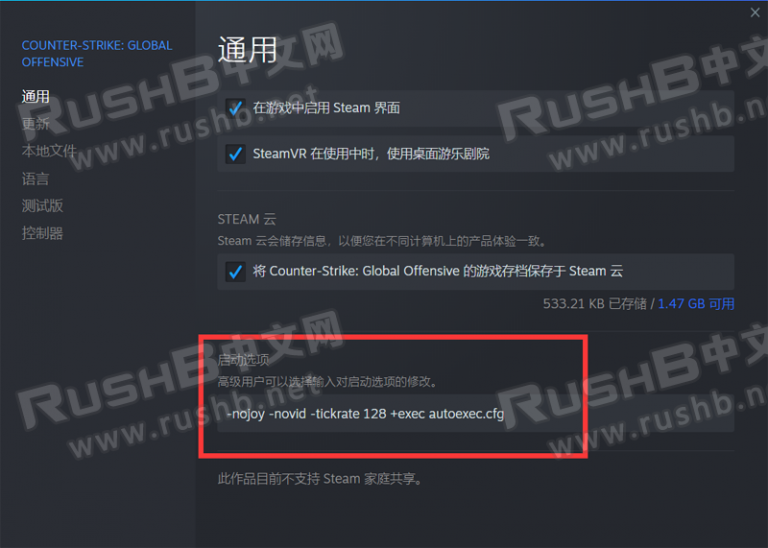 COUNTER-STRIKE: GLOBAL
OFFENSIVE
通用
更新
本地文件
语言
测试版
控制器
通用
在游戏中启用 Steam 界面
SteamVR 在使用中时，使用桌面游乐剧院
STEAM 云
Steam 云会储存信息，以便您在不同计算机上的产品体验一致。
将 Counter-Strike: Global Offensive 的游戏存档保存于 Steam 云
533.21 KB 已存储 / 1.47 GB 可用
启动选项
高级用户可以选择输入对启动选项的修改。
-nojoy -novid -tickrate 128 +exec autoexec.cfg
此作品目前不支持 Steam 家庭共享。
RUSHB中文网
www.rushb.net
RUSHB中文
www.rushb.n
RUSHB中文网
www.rushb.net
RUSHB中文
www.rushb.n